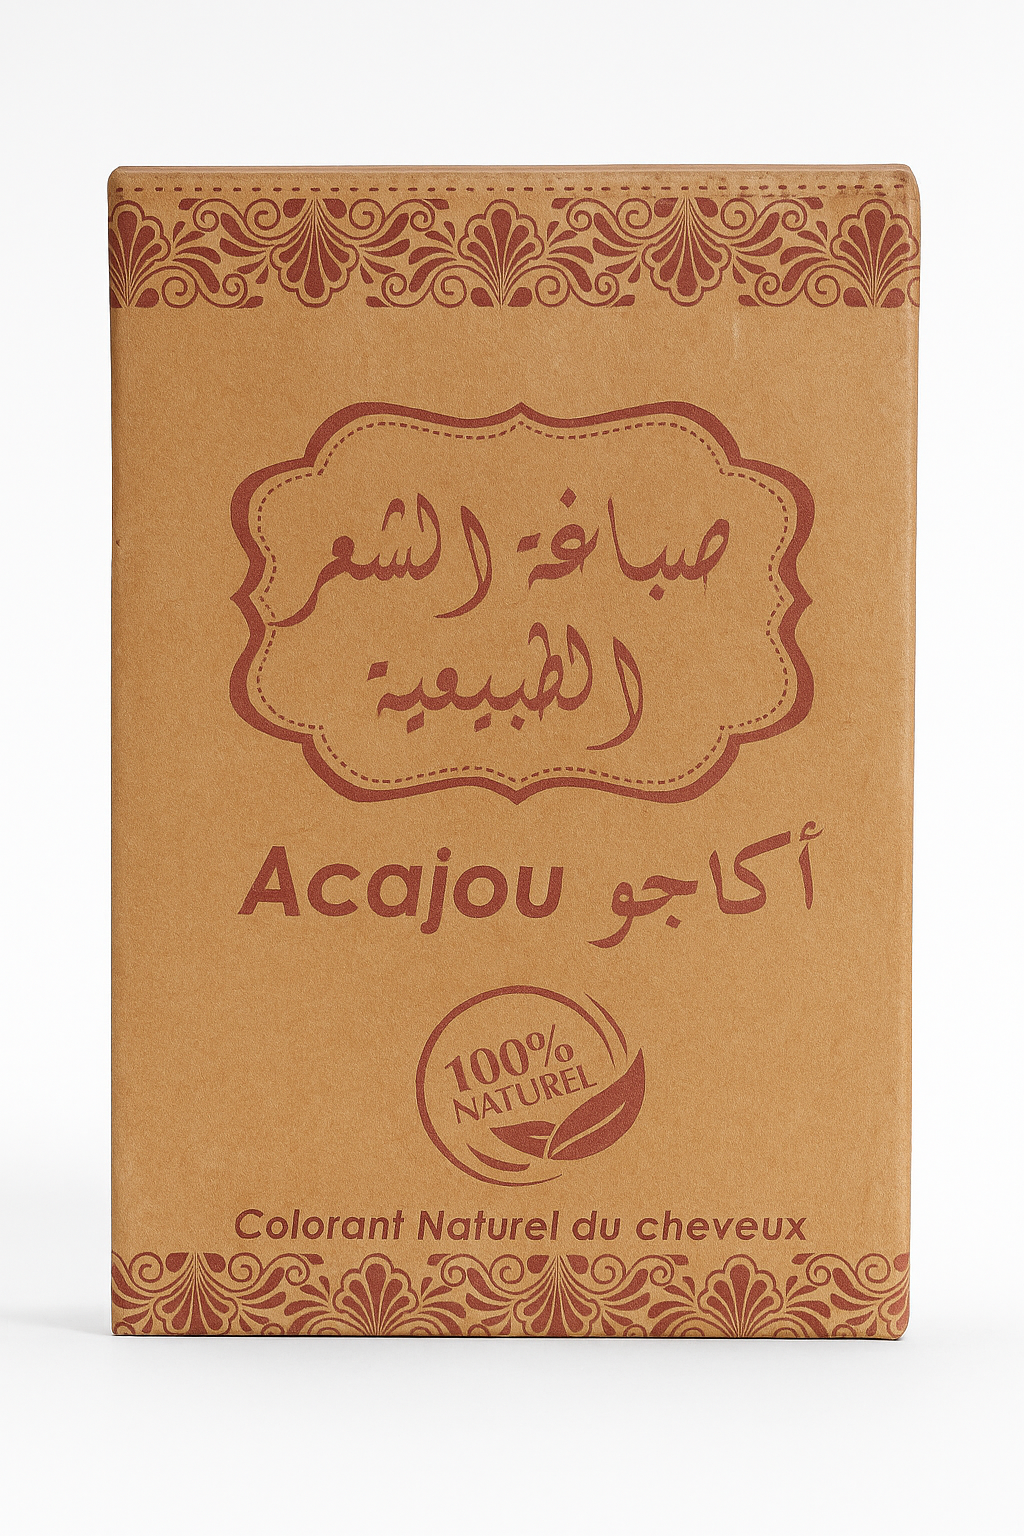 صباغة الشعر
الطبيعية
Acajou أكاجو
100%
NATUREL
Colorant Naturel du cheveux